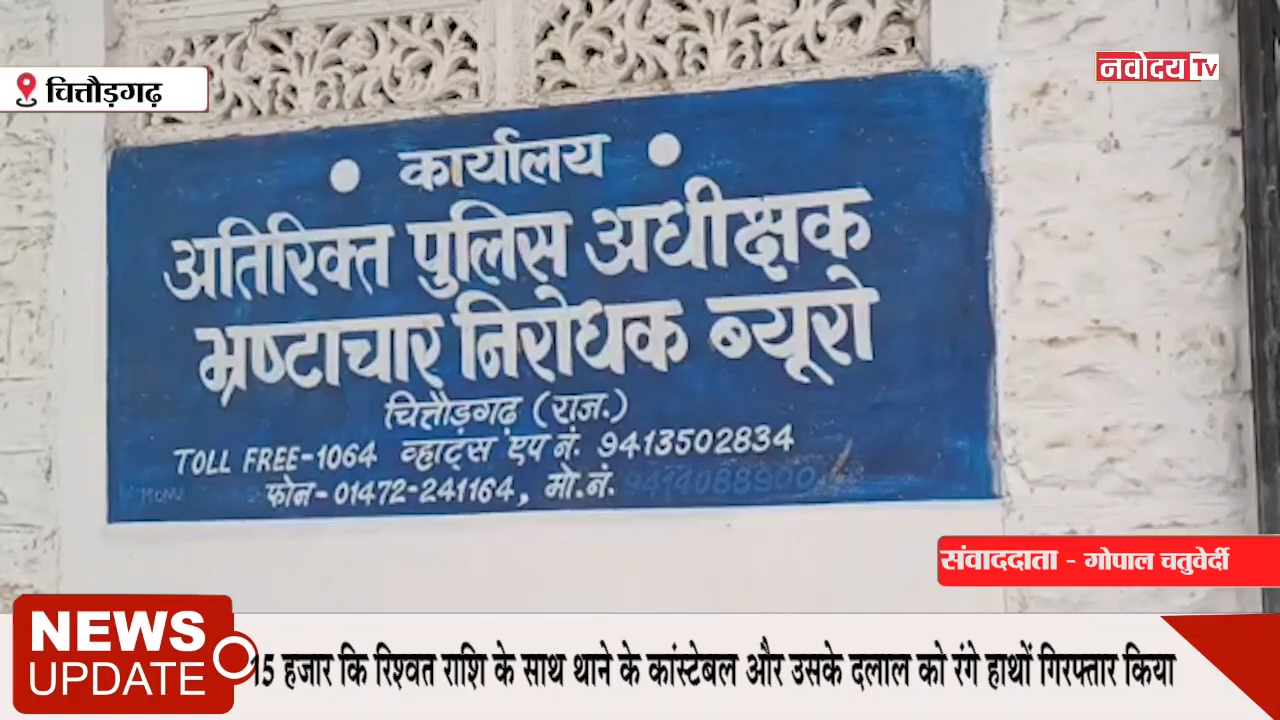 चित्तौड़गढ़
नवोदय Tv
• कार्यालय •
अतिरिक्त पुलिस अधीक्षक
भ्रष्टाचार निरोधक ब्यूरो
चित्तौड़गढ़ (राज.)
TOLL FREE-1064 व्हाट्स एप नं. 9413502834
फोन-01472-241164, मो.नं.
MONU
संवाददाता - गोपाल चतुर्वेदी
NEWS
UPDATE
15 हजार कि रिश्वत राशि के साथ थाने के कांस्टेबल और उसके दलाल को रंगे हाथों गिरफ्तार किया